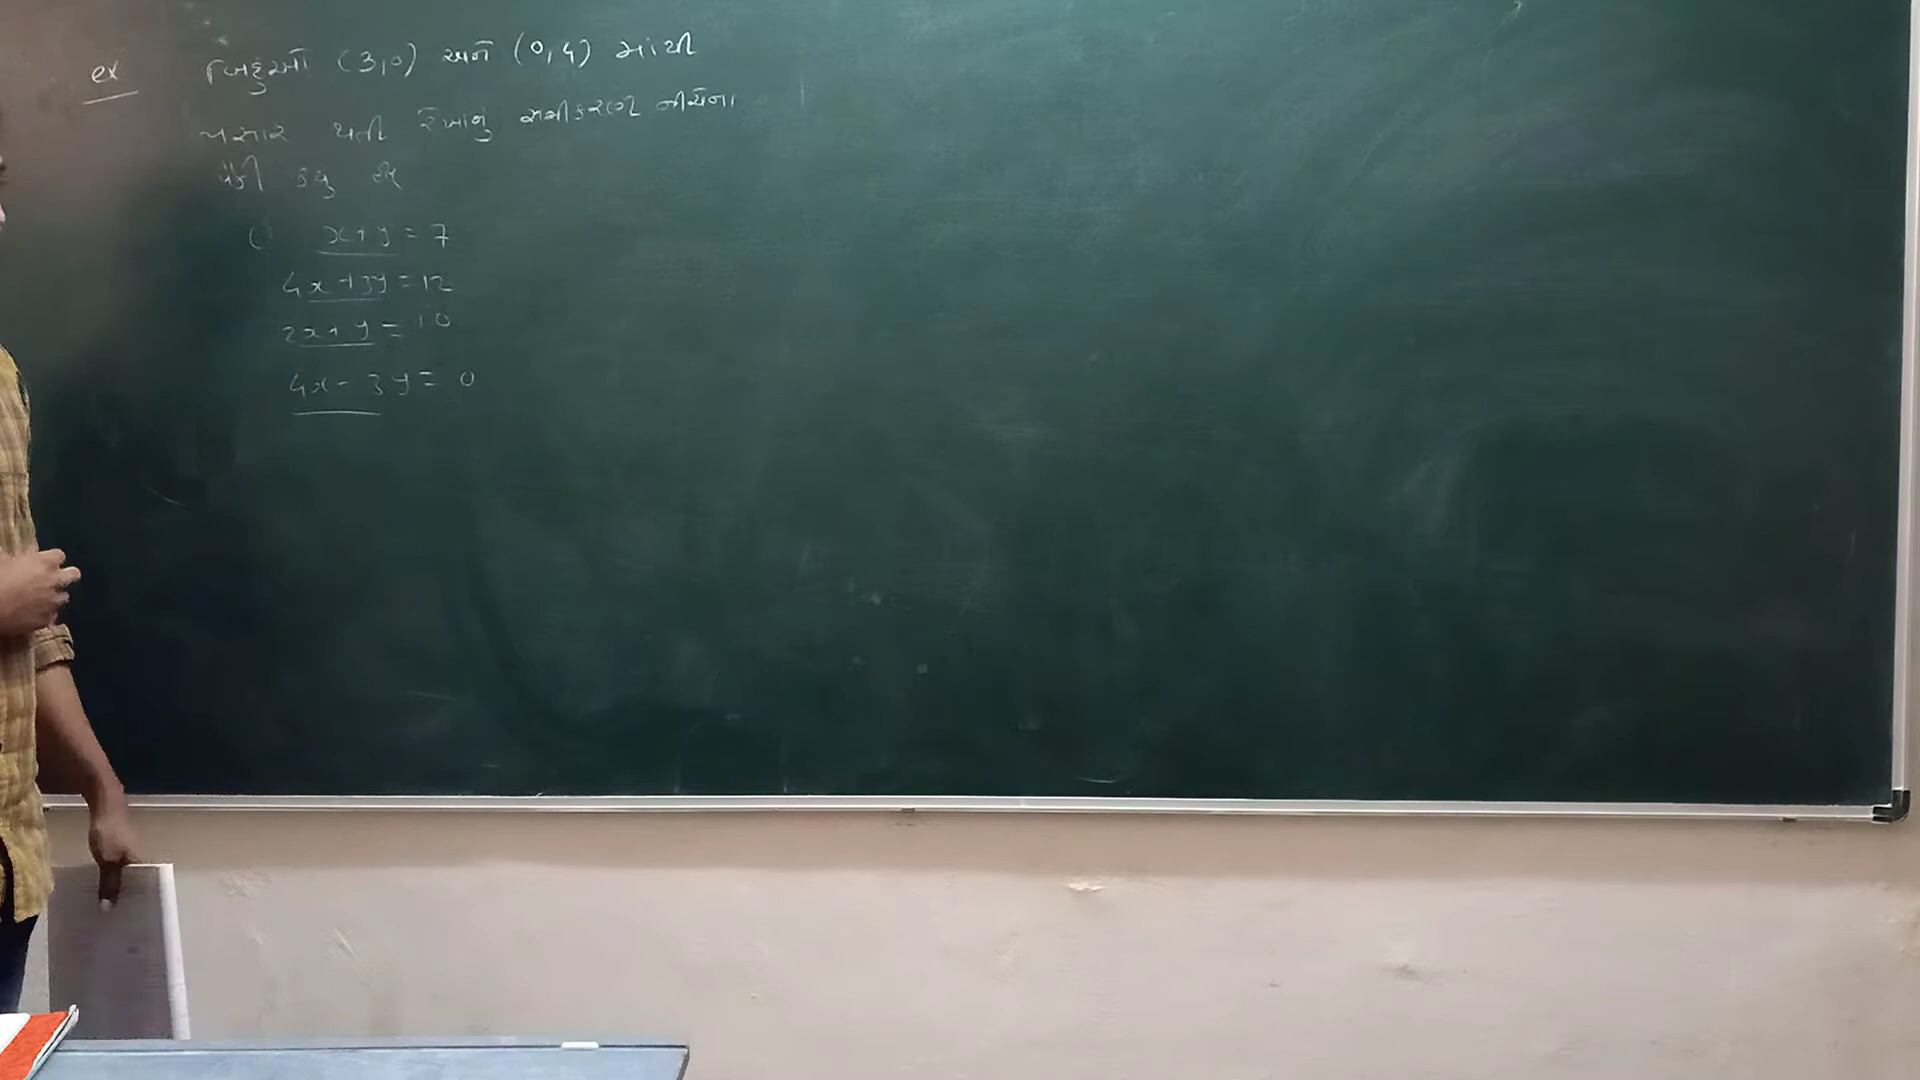 ex બિંદુઓ (3,0) અને (0,4) માંથી
પસાર થતી રેખાનું સમીકરણ નીચેના
પૈકી કયુ છે
x+y=7
4x+3y=12
2x+y=10
4x-3y=0